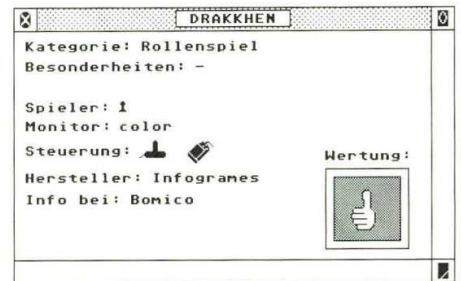 DRAKKHEN
Kategorie: Rollenspiel
Besonderheiten: -
Spieler: 1
Monitor: color
Steuerung:
Wertung:
Hersteller: Infogrames
Info bei: Bomico